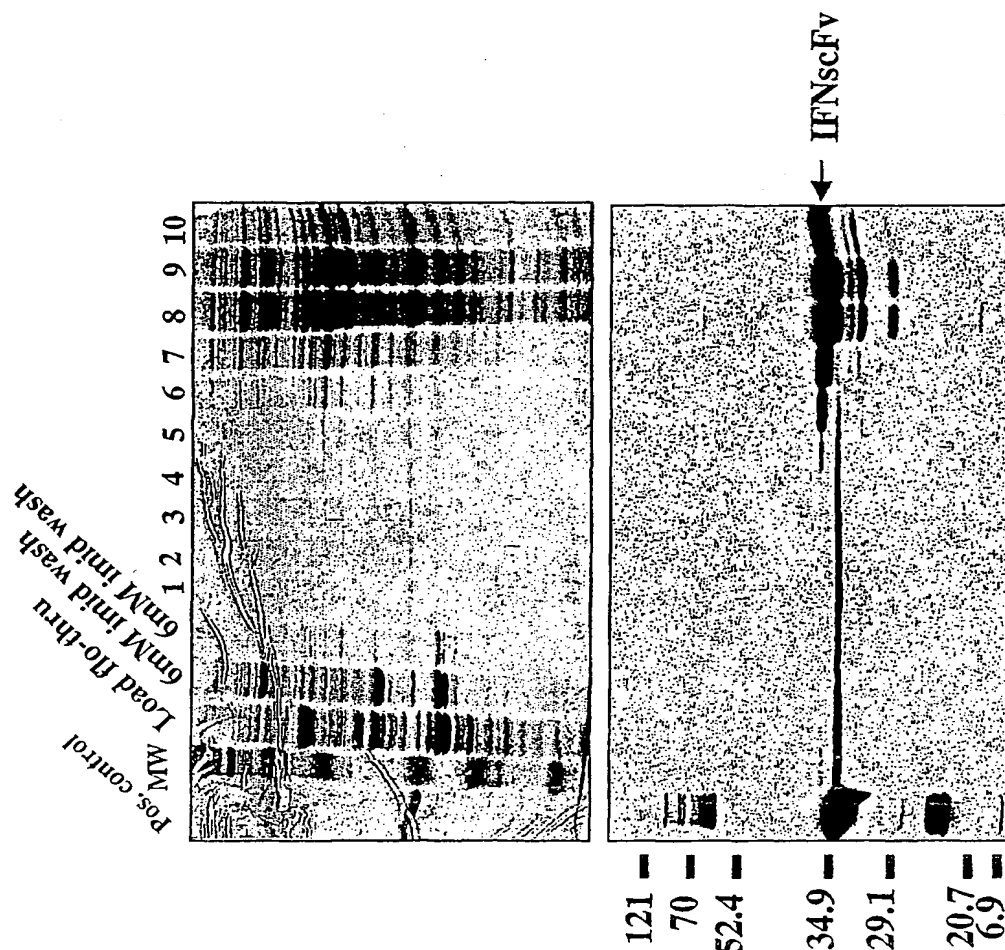 Pos. control
MW
Load flo-thru
6mM imid wash
6mM imid wash
1 2 3 4 5 6 7 8 9 10
IFNscFv
121
70
52.4
34.9
29.1
20.7
6.9